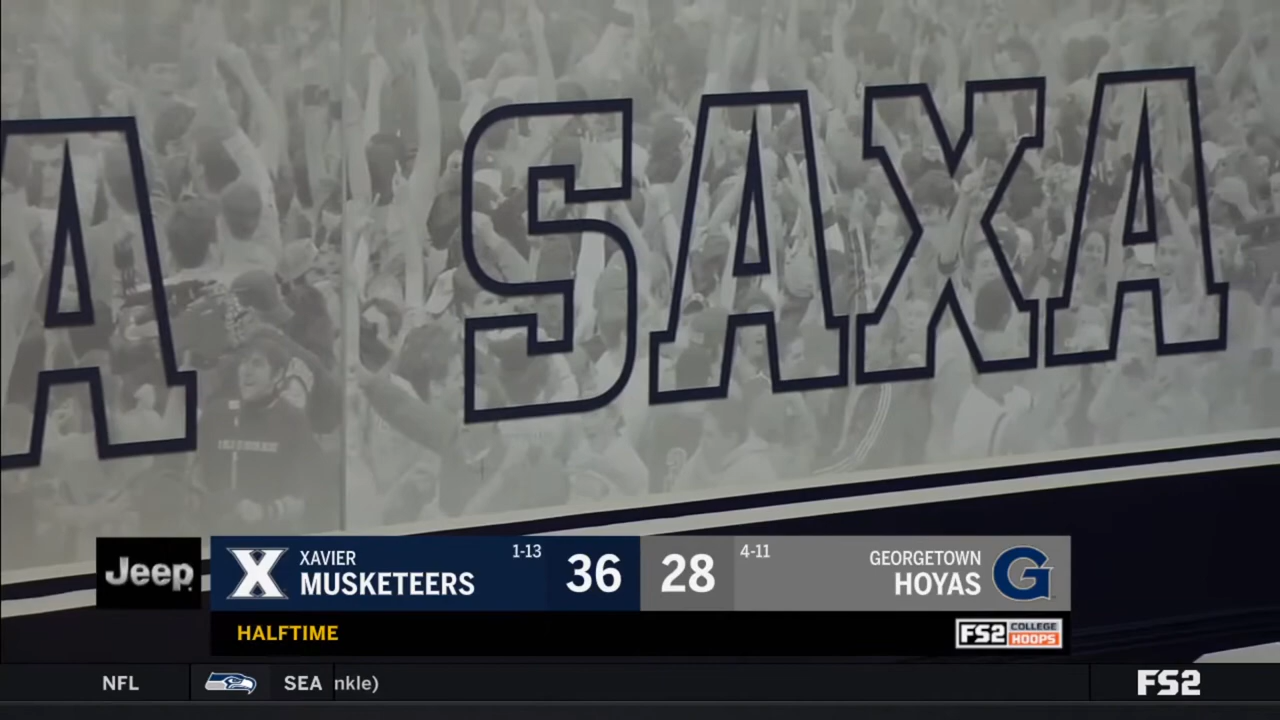 A SAXA
Jeep
X
XAVIER
MUSKETEERS
1-13
36
28
4-11
GEORGETOWN
HOYAS
G
HALFTIME
FS2 COLLEGE
HOOPS
NFL
SEA
nkle)
FS2